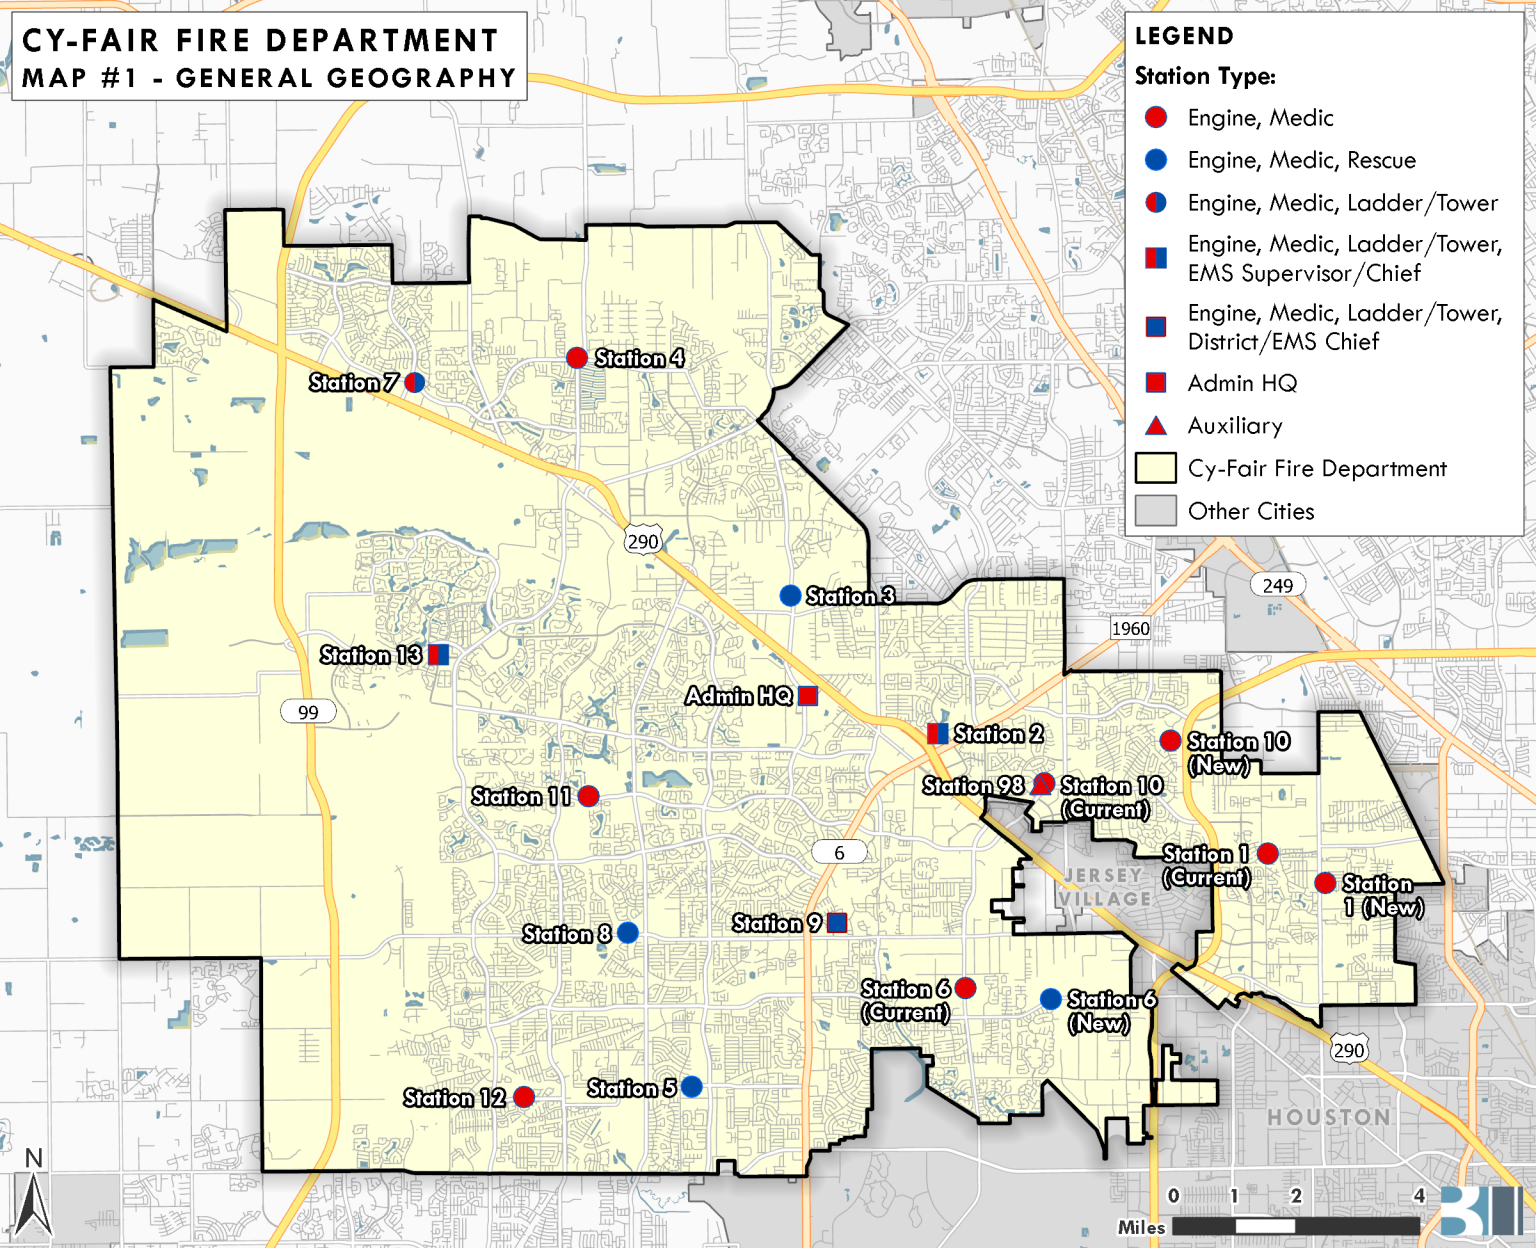 CY-FAIR FIRE DEPARTMENT
MAP #1 - GENERAL GEOGRAPHY
LEGEND
Station Type:
Engine, Medic
Engine, Medic, Rescue
Engine, Medic, Ladder/Tower
Engine, Medic, Ladder/Tower,
EMS Supervisor/Chief
Engine, Medic, Ladder/Tower,
District/EMS Chief
Admin HQ
Auxiliary
Cy-Fair Fire Department
Other Cities
Station 4
Station 7
290
249
Station 3
1960
Station 13
Admin HQ
99
Station 2
Station 10
(New)
Station 98
Station 10
(Current)
Station 11
6
Station 1
(Current)
JERSEY
VILLAGE
Station
1 (New)
Station 9
Station 8
Station 6
(Current)
Station 6
(New)
290
Station 5
Station 12
HOUSTON
N
0 1 2 4
Miles